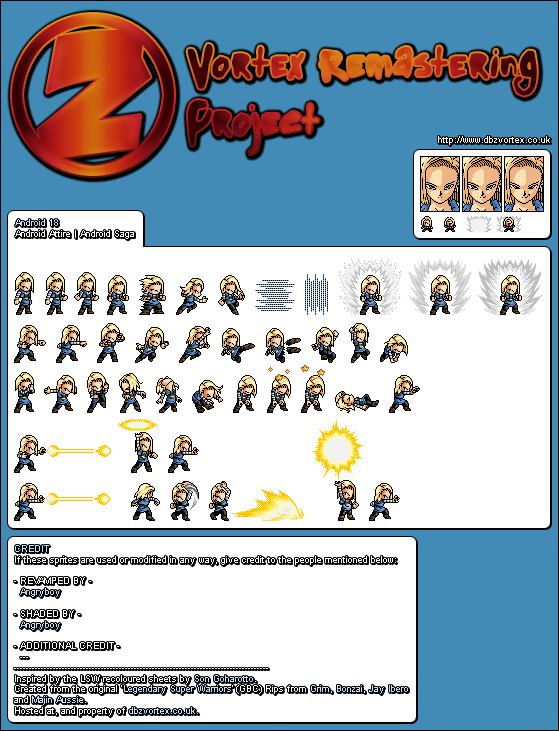 Z
Vortex Remastering
Project
http://www.dbzvortex.co.uk
Android 18
Android Attire | Android Saga
CREDIT
If these sprites are used or modified in any way, give credit to the people mentioned below:
- REVAMPED BY -
Angryboy
- SHADED BY -
Angryboy
- ADDITIONAL CREDIT -
---
Inspired by the LSW recoloured sheets by Son Goharotto.
Created from the original 'Legendary Super Warriors' (GBC) Rips from Grim, Bonzai, Jay Ibero
and Majin Aussie.
Hosted at, and property of dbzvortex.co.uk.